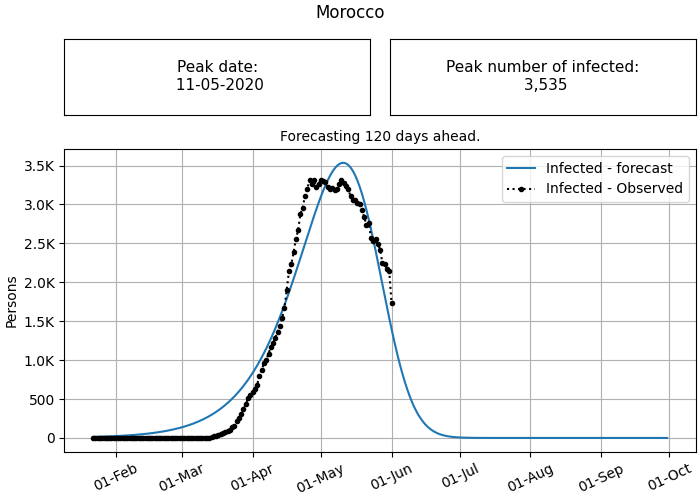 Morocco
Peak date:
11-05-2020
Peak number of infected:
3,535
Forecasting 120 days ahead.
Infected - forecast
Infected - Observed
3.5K
3.0K
2.5K
2.0K
1.5K
1.0K
500
0
Persons
01-Feb
01-Mar
01-Apr
01-May
01-Jun
01-Jul
01-Aug
01-Sep
01-Oct